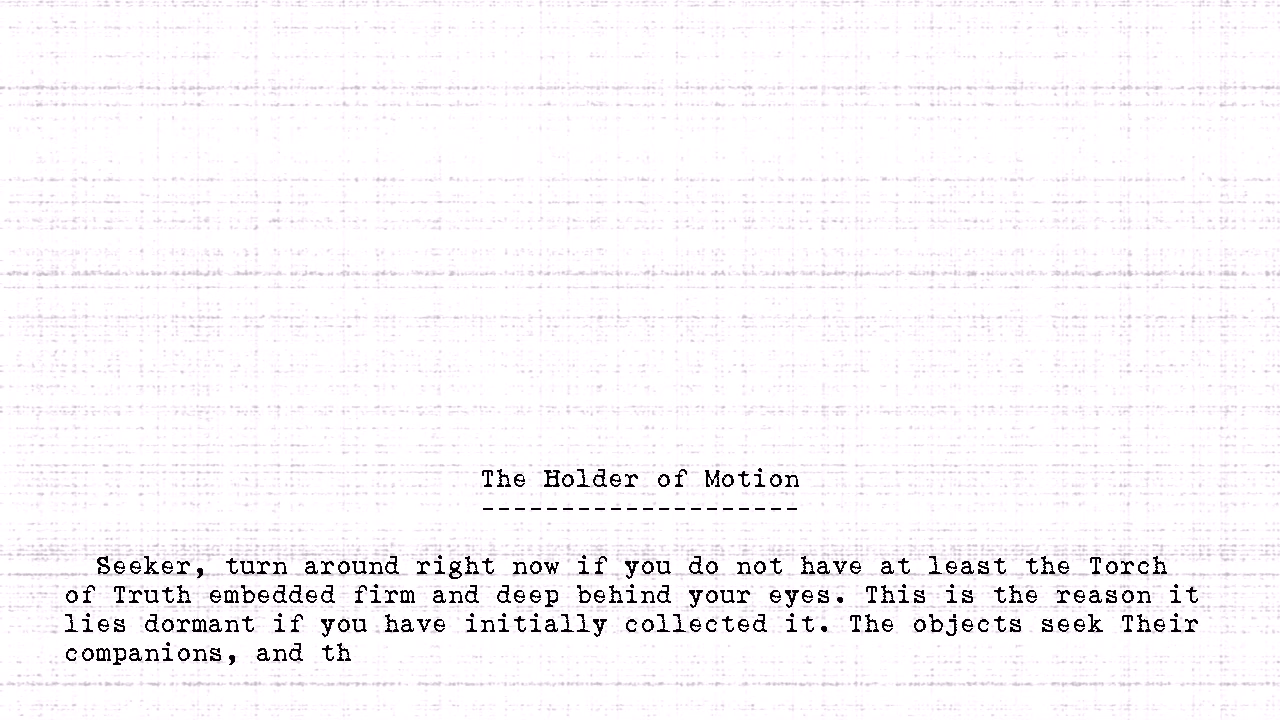 The Holder of Motion
--------------------
Seeker, turn around right now if you do not have at least the Torch
of Truth embedded firm and deep behind your eyes. This is the reason it
lies dormant if you have initially collected it. The objects seek Their
companions, and th